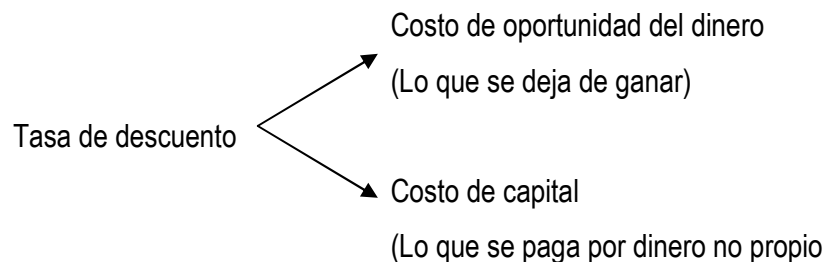 Costo de oportunidad del dinero
(Lo que se deja de ganar)
Tasa de descuento
Costo de capital
(Lo que se paga por dinero no propio